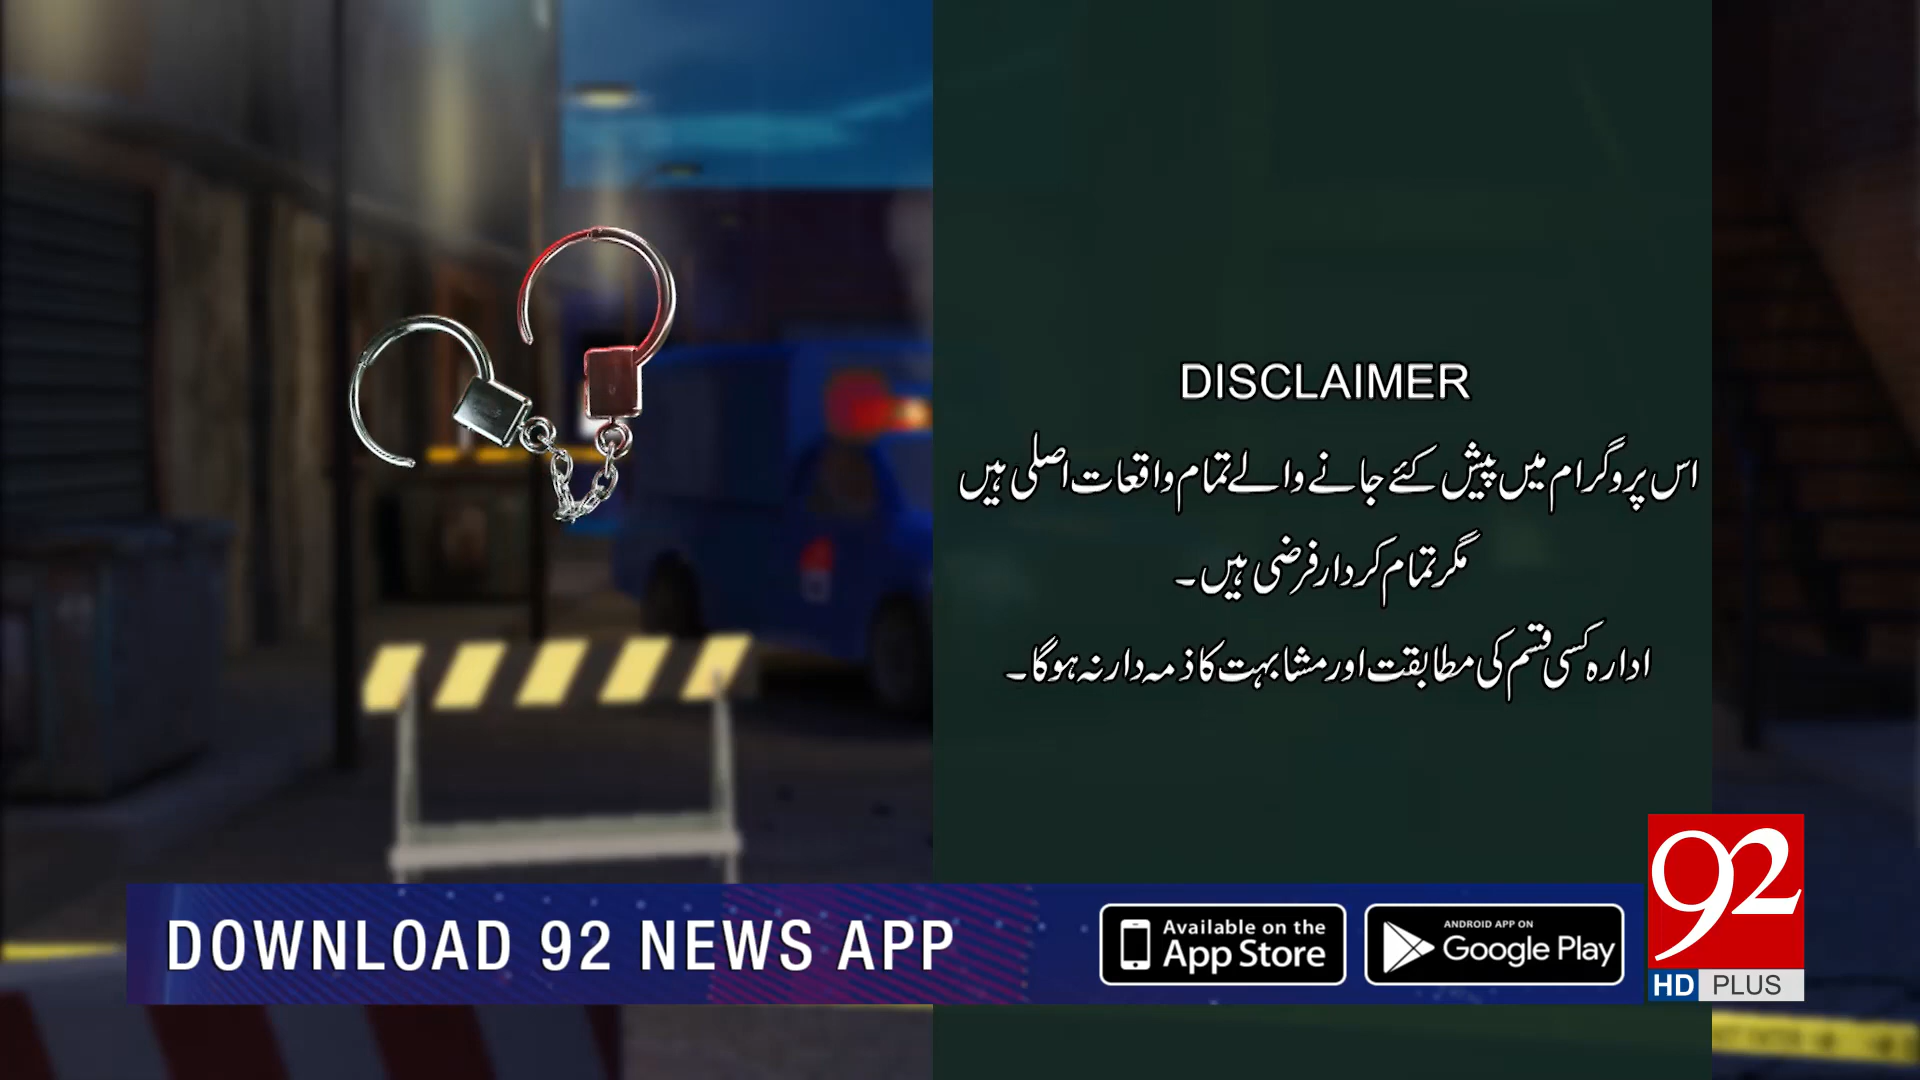 DISCLAIMER
اس پروگرام میں پیش کئے جانے والے تمام واقعات اصلی ہیں
مگر تمام کردار فرضی ہیں۔
ادارہ کسی قسم کی مطابقت اور مشابہت کا ذمہ دار نہ ہوگا۔
DOWNLOAD 92 NEWS APP
Available on the
App Store
ANDROID APP ON
Google Play
92
HD PLUS